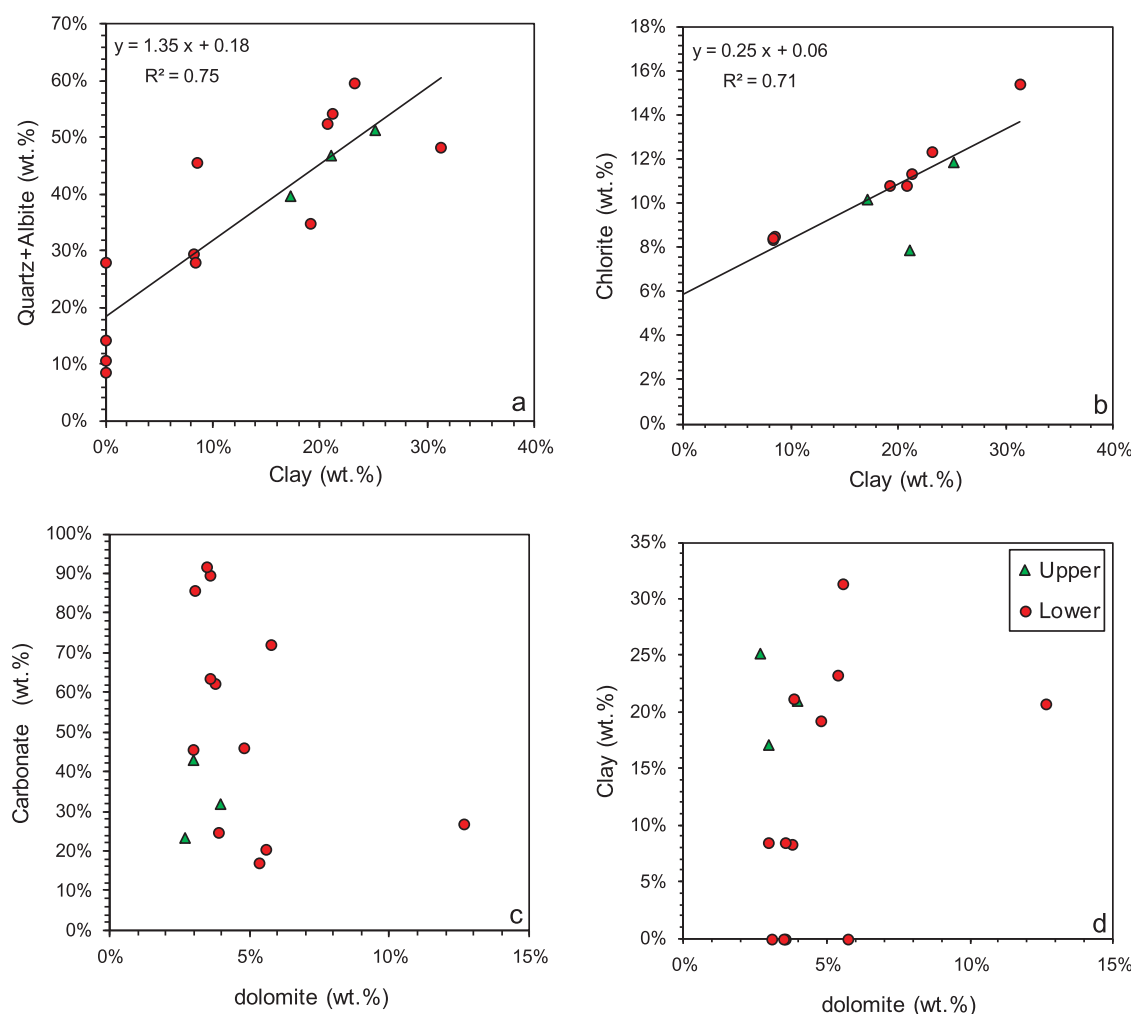 70%
60%
50%
40%
30%
20%
10%
0%
Quartz+Albite (wt.%)
y = 1.35 x + 0.18
R² = 0.75
a
0% 10% 20% 30% 40%
Clay (wt.%)
18%
16%
14%
12%
10%
8%
6%
4%
2%
0%
Chlorite (wt.%)
y = 0.25 x + 0.06
R² = 0.71
b
0% 10% 20% 30% 40%
Clay (wt.%)
100%
90%
80%
70%
60%
50%
40%
30%
20%
10%
0%
Carbonate (wt.%)
c
0% 5% 10% 15%
dolomite (wt.%)
35%
30%
25%
20%
15%
10%
5%
0%
Clay (wt.%)
Upper
Lower
d
0% 5% 10% 15%
dolomite (wt.%)